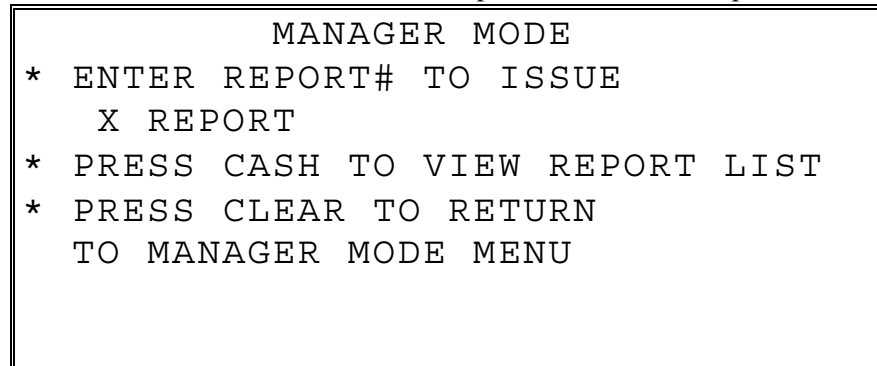 MANAGER MODE
* ENTER REPORT# TO ISSUE
X REPORT
* PRESS CASH TO VIEW REPORT LIST
* PRESS CLEAR TO RETURN
TO MANAGER MODE MENU